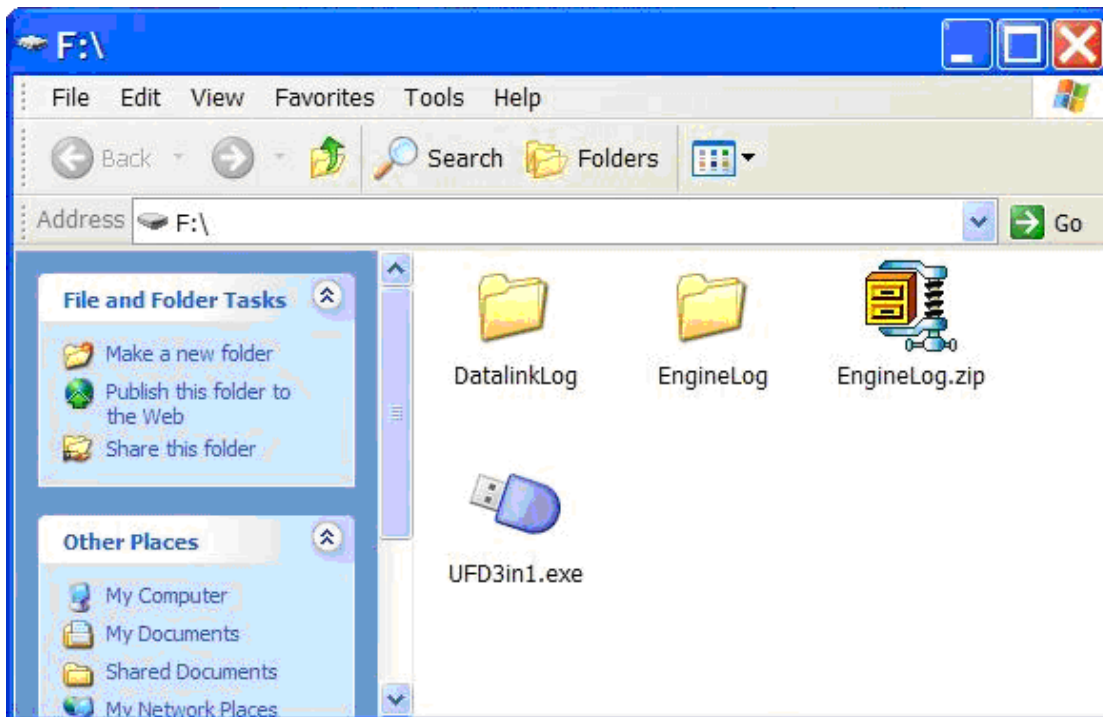 F:\
File Edit View Favorites Tools Help
Back Search Folders
Address F:\ Go
File and Folder Tasks
Make a new folder
Publish this folder to
the Web
Share this folder
Other Places
My Computer
My Documents
Shared Documents
My Network Places
DatalinkLog EngineLog EngineLog.zip
UFD3in1.exe